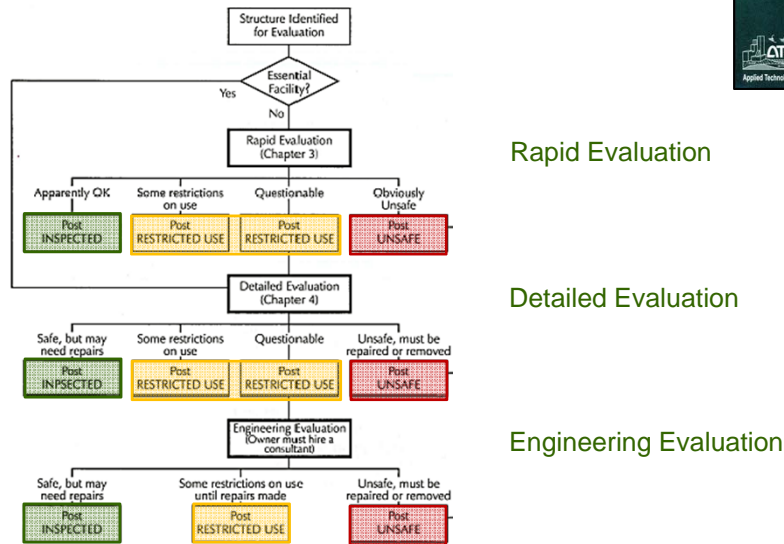 Structure Identified
for Evaluation
Essential
Facility?
Yes
No
Rapid Evaluation
(Chapter 3)
Rapid Evaluation
Apparently OK
Some restrictions
on use
Questionable
Obviously
Unsafe
Post
INSPECTED
Post
RESTRICTED USE
Post
RESTRICTED USE
Post
UNSAFE
Detailed Evaluation
(Chapter 4)
Detailed Evaluation
Safe, but may
need repairs
Some restrictions
on use
Questionable
Unsafe, must be
repaired or removed
Post
INPSECTED
Post
RESTRICTED USE
Post
RESTRICTED USE
Post
UNSAFE
Engineering Evaluation
(Owner must hire a
consultant)
Engineering Evaluation
Safe, but may
need repairs
Some restrictions on use
until repairs made
Unsafe, must be
repaired or removed
Post
INSPECTED
Post
RESTRICTED USE
Post
UNSAFE
Applied